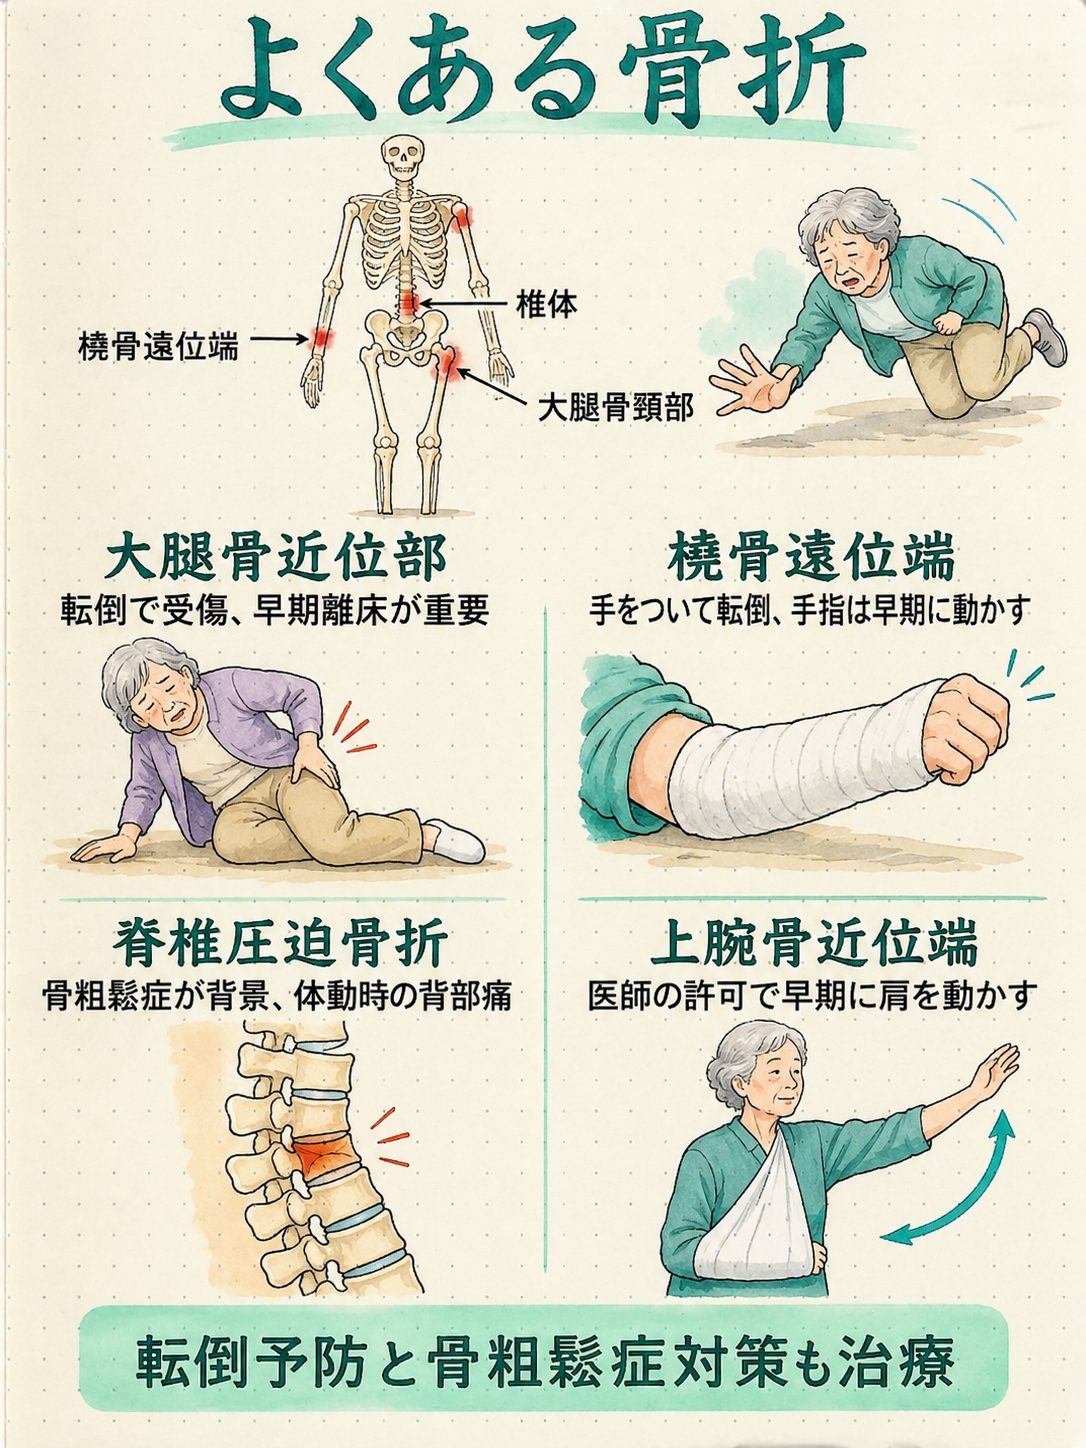 よくある骨折
椎体
橈骨遠位端
大腿骨頸部
大腿骨近位部
転倒で受傷、早期離床が重要
橈骨遠位端
手をついて転倒、手指は早期に動かす
脊椎圧迫骨折
骨粗鬆症が背景、体動時の背部痛
上腕骨近位端
医師の許可で早期に肩を動かす
転倒予防と骨粗鬆症対策も治療